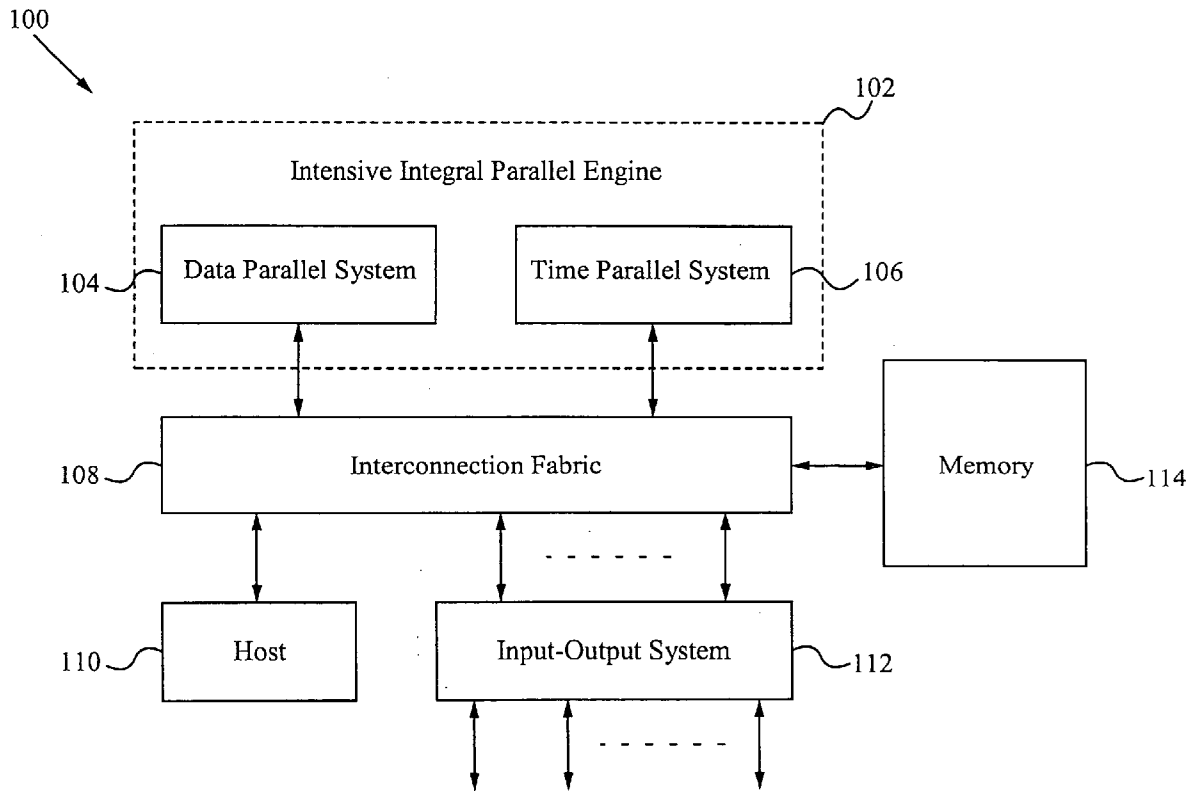 100
102
Intensive Integral Parallel Engine
Data Parallel System
Time Parallel System
104
106
Interconnection Fabric
Memory
108
114
Host
Input-Output System
110
112